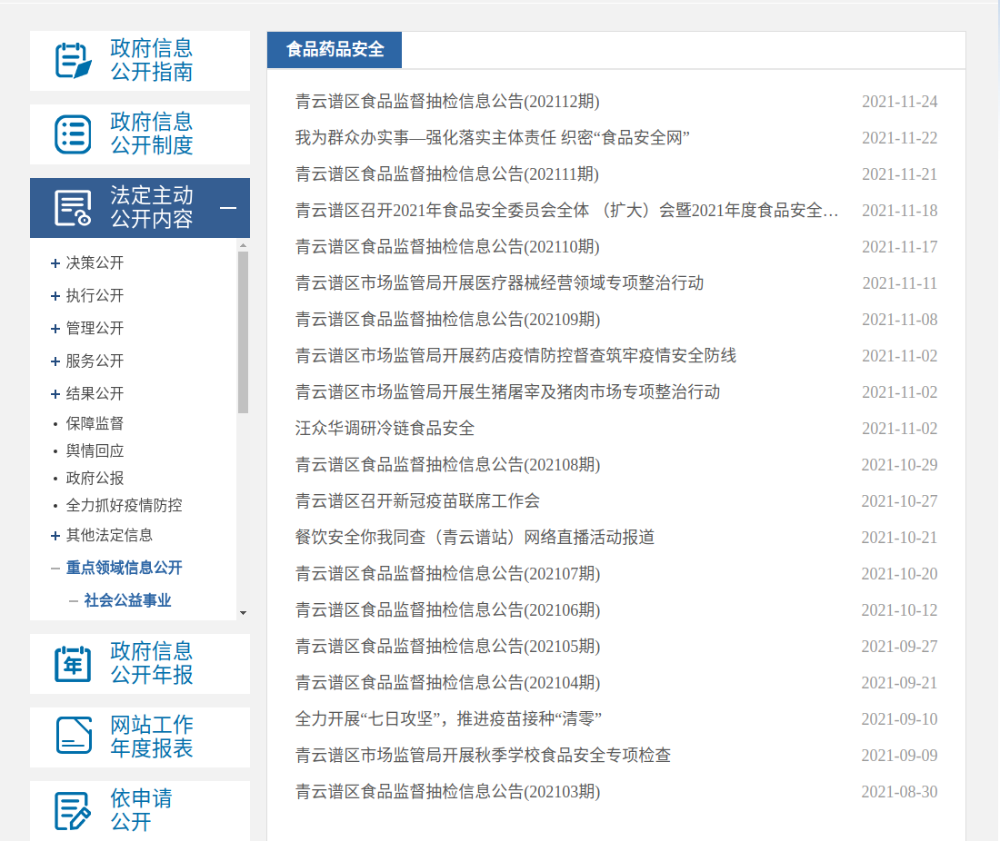 政府信息
公开指南
政府信息
公开制度
法定主动
公开内容
决策公开
执行公开
管理公开
服务公开
结果公开
保障监督
舆情回应
政府公报
全力抓好疫情防控
其他法定信息
重点领域信息公开
社会公益事业
年
政府信息
公开年报
网站工作
年度报表
依申请
公开
食品药品安全
青云谱区食品监督抽检信息公告(202112期) 2021-11-24
我为群众办实事—强化落实主体责任 织密“食品安全网” 2021-11-22
青云谱区食品监督抽检信息公告(202111期) 2021-11-21
青云谱区召开2021年食品安全委员会全体 （扩大）会暨2021年度食品安全… 2021-11-18
青云谱区食品监督抽检信息公告(202110期) 2021-11-17
青云谱区市场监管局开展医疗器械经营领域专项整治行动 2021-11-11
青云谱区食品监督抽检信息公告(202109期) 2021-11-08
青云谱区市场监管局开展药店疫情防控督查筑牢疫情安全防线 2021-11-02
青云谱区市场监管局开展生猪屠宰及猪肉市场专项整治行动 2021-11-02
汪众华调研冷链食品安全 2021-11-02
青云谱区食品监督抽检信息公告(202108期) 2021-10-29
青云谱区召开新冠疫苗联席工作会 2021-10-27
餐饮安全你我同查（青云谱站）网络直播活动报道 2021-10-21
青云谱区食品监督抽检信息公告(202107期) 2021-10-20
青云谱区食品监督抽检信息公告(202106期) 2021-10-12
青云谱区食品监督抽检信息公告(202105期) 2021-09-27
青云谱区食品监督抽检信息公告(202104期) 2021-09-21
全力开展“七日攻坚”，推进疫苗接种“清零” 2021-09-10
青云谱区市场监管局开展秋季学校食品安全专项检查 2021-09-09
青云谱区食品监督抽检信息公告(202103期) 2021-08-30